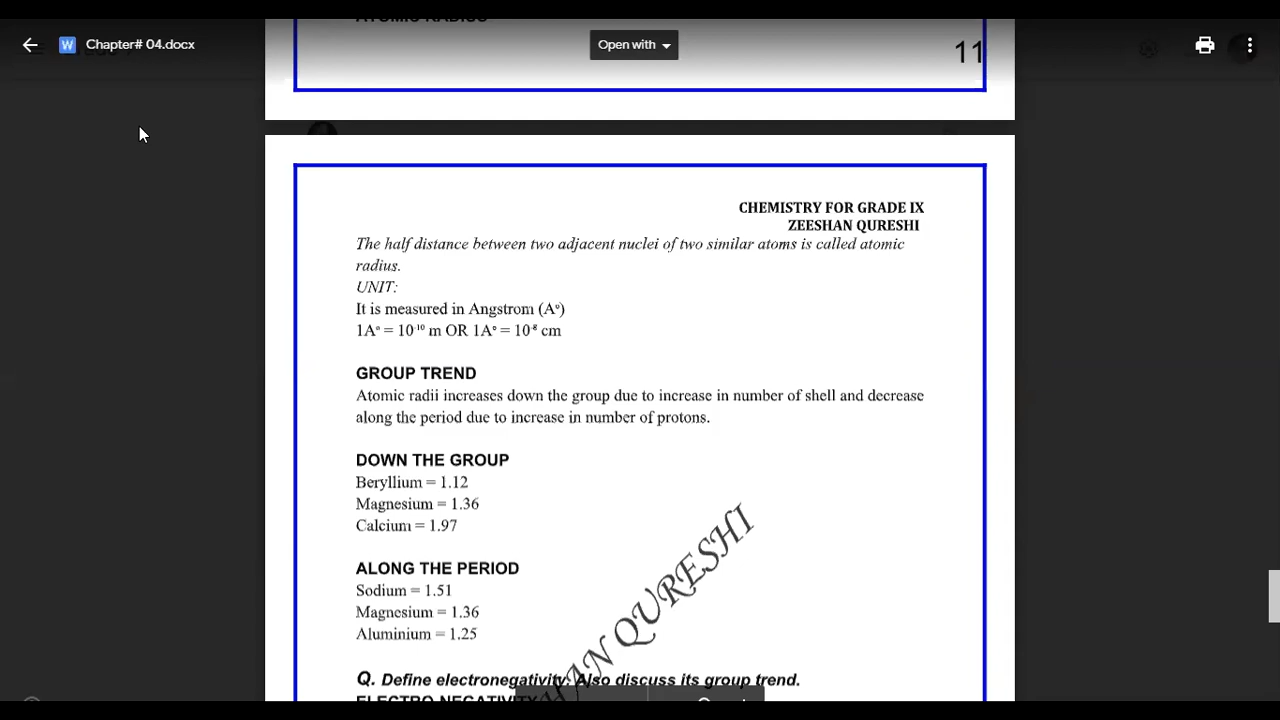 ATOMIC RADIUS
Chapter# 04.docx
Open with
11
CHEMISTRY FOR GRADE IX
ZEESHAN QURESHI
The half distance between two adjacent nuclei of two similar atoms is called atomic
radius.
UNIT:
It is measured in Angstrom (A°)
1A° = 10⁻¹⁰ m OR 1A° = 10⁻⁸ cm
GROUP TREND
Atomic radii increases down the group due to increase in number of shell and decrease
along the period due to increase in number of protons.
DOWN THE GROUP
Beryllium = 1.12
Magnesium = 1.36
Calcium = 1.97
ALONG THE PERIOD
Sodium = 1.51
Magnesium = 1.36
Aluminium = 1.25
QURESHI
Q. Define electronegativity. Also discuss its group trend.
ELECTRO NEGATIVITY